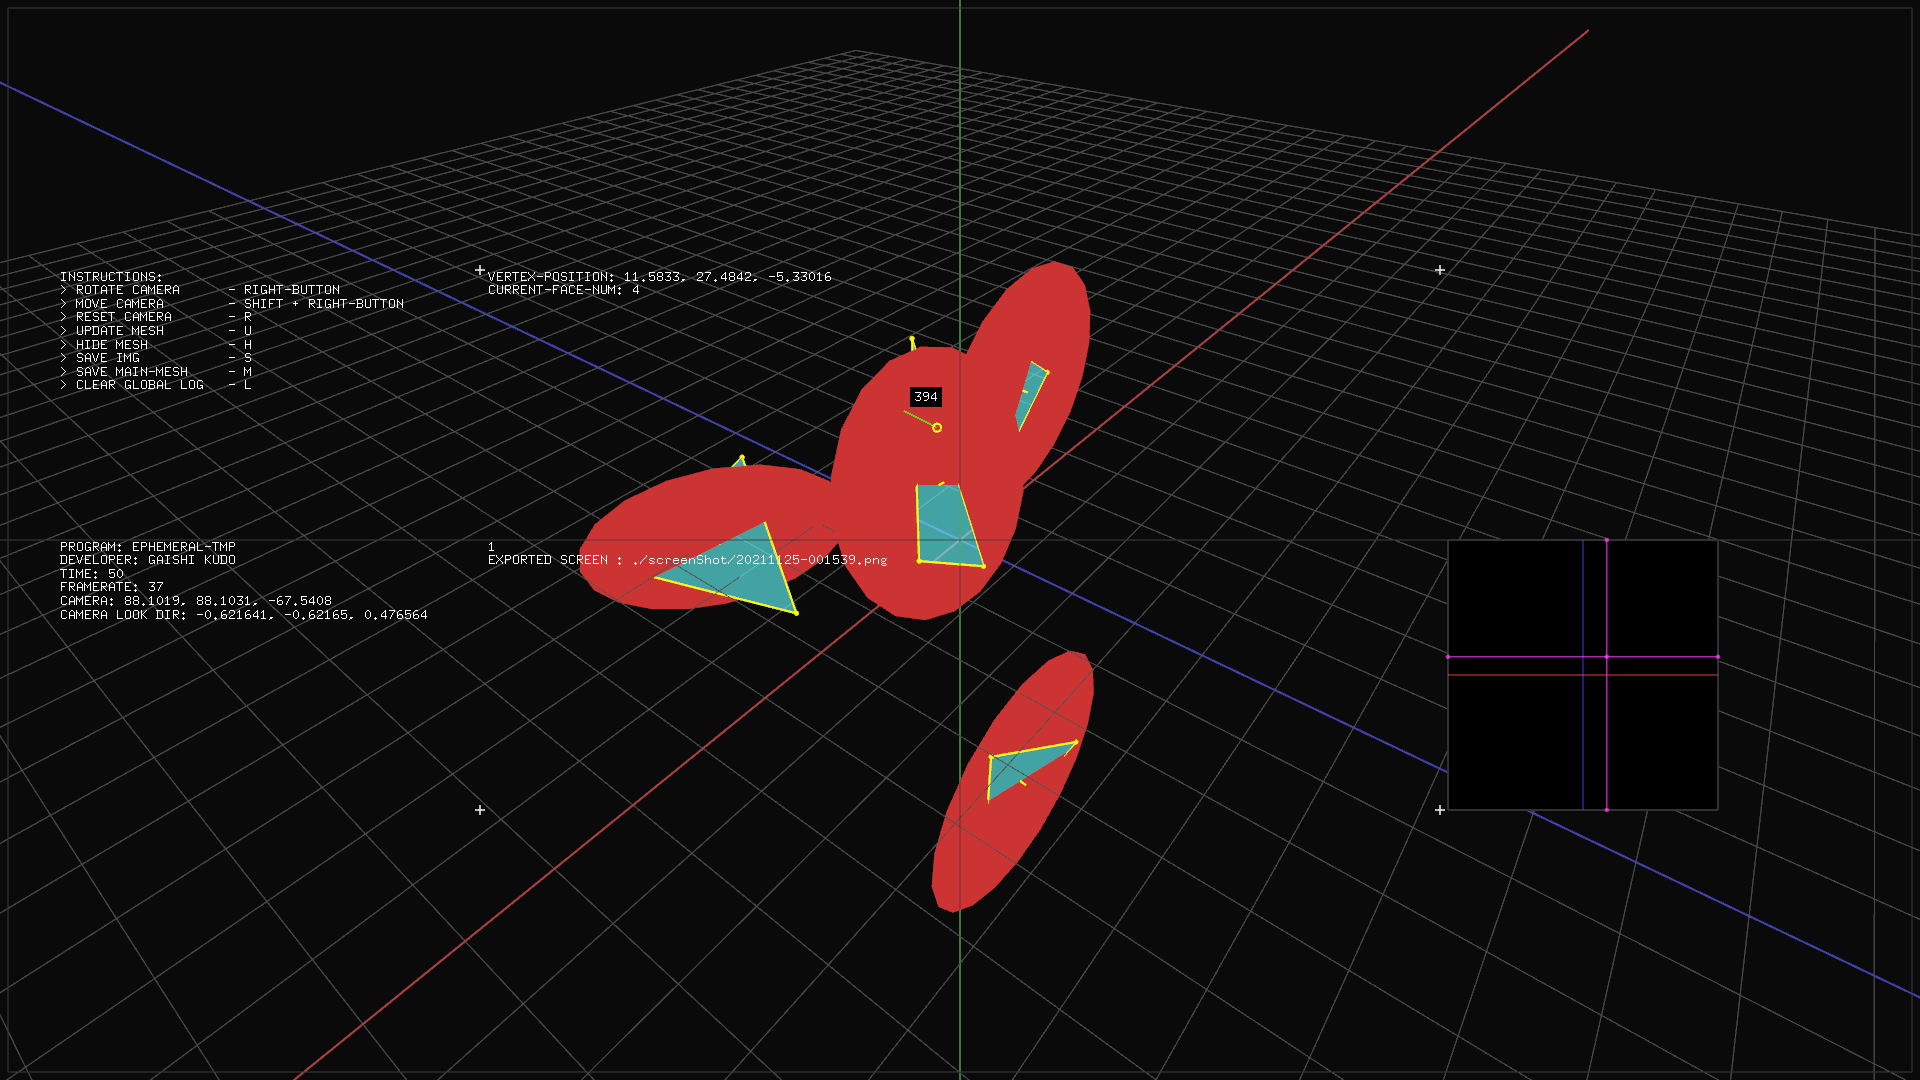 INSTRUCTIONS:
> ROTATE CAMERA - RIGHT-BUTTON
> MOVE CAMERA - SHIFT + RIGHT-BUTTON
> RESET CAMERA - R
> UPDATE MESH - U
> HIDE MESH - H
> SAVE IMG - S
> SAVE MAIN-MESH - M
> CLEAR GLOBAL LOG - L
VERTEX-POSITION: 11.5833, 27.4842, -5.33016
CURRENT-FACE-NUM: 4
394
PROGRAM: EPHEMERAL-TMP
DEVELOPER: GAISHI KUDO
TIME: 50
FRAMERATE: 37
CAMERA: 88.1019, 88.1031, -67.5408
CAMERA LOOK DIR: -0.621641, -0.62165, 0.476564
1
EXPORTED SCREEN : ./screenShot/20211125-001539.png